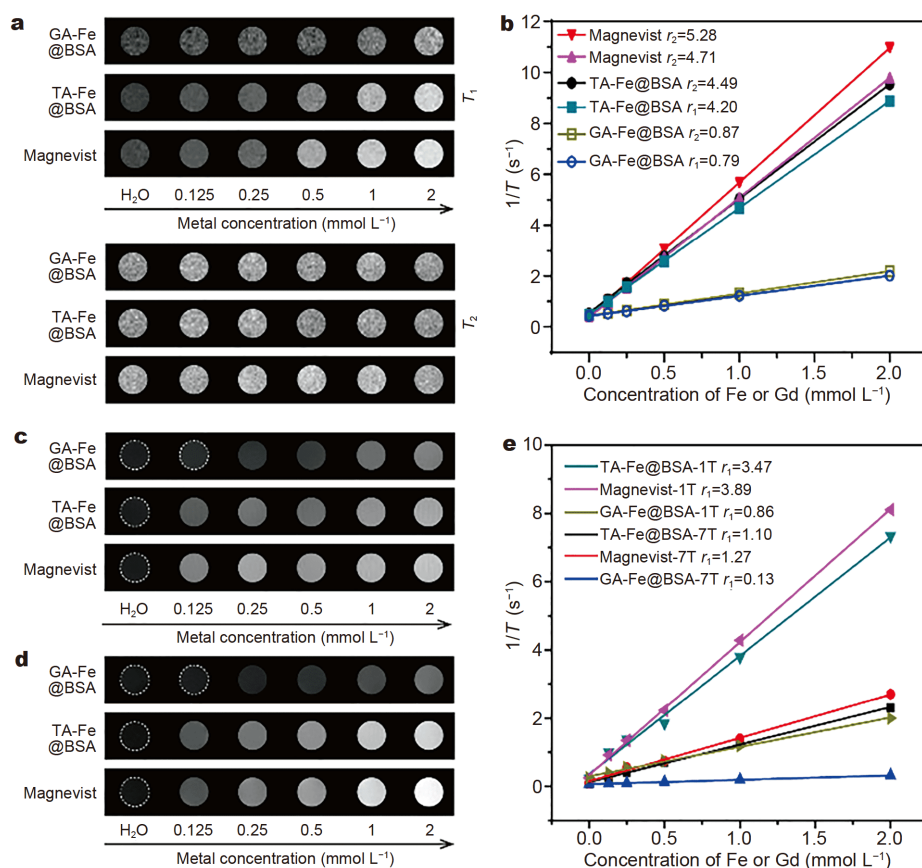 a
GA-Fe
@BSA
TA-Fe
@BSA
Magnevist
T₁
H₂O 0.125 0.25 0.5 1 2
Metal concentration (mmol L⁻¹)
GA-Fe
@BSA
TA-Fe
@BSA
Magnevist
T₂
b
Magnevist r₂=5.28
Magnevist r₂=4.71
TA-Fe@BSA r₂=4.49
TA-Fe@BSA r₁=4.20
GA-Fe@BSA r₂=0.87
GA-Fe@BSA r₁=0.79
1/T (s⁻¹)
12
10
8
6
4
2
0
0.0 0.5 1.0 1.5 2.0
Concentration of Fe or Gd (mmol L⁻¹)
c
GA-Fe
@BSA
TA-Fe
@BSA
Magnevist
H₂O 0.125 0.25 0.5 1 2
Metal concentration (mmol L⁻¹)
d
GA-Fe
@BSA
TA-Fe
@BSA
Magnevist
H₂O 0.125 0.25 0.5 1 2
Metal concentration (mmol L⁻¹)
e
TA-Fe@BSA-1T r₁=3.47
Magnevist-1T r₁=3.89
GA-Fe@BSA-1T r₁=0.86
TA-Fe@BSA-7T r₁=1.10
Magnevist-7T r₁=1.27
GA-Fe@BSA-7T r₁=0.13
1/T (s⁻¹)
10
8
6
4
2
0
0.0 0.5 1.0 1.5 2.0
Concentration of Fe or Gd (mmol L⁻¹)